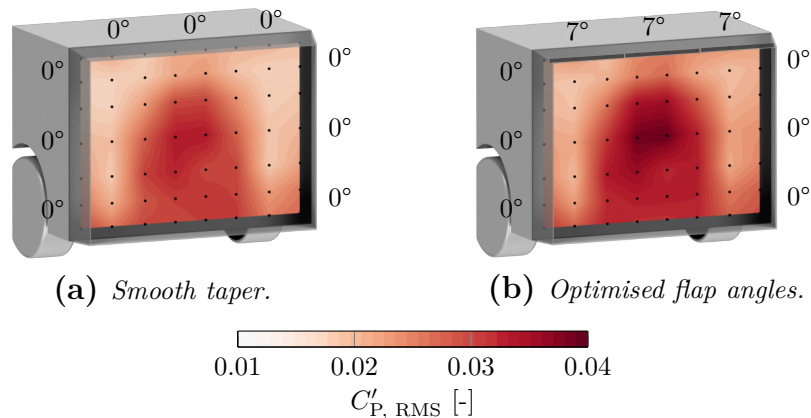 0° 0° 0° 7° 7° 7°
0° 0° 0° 0°
0° 0° 0° 0°
0° 0° 0° 0°
(a) Smooth taper. (b) Optimised flap angles.
0.01 0.02 0.03 0.04
C′P, RMS [-]